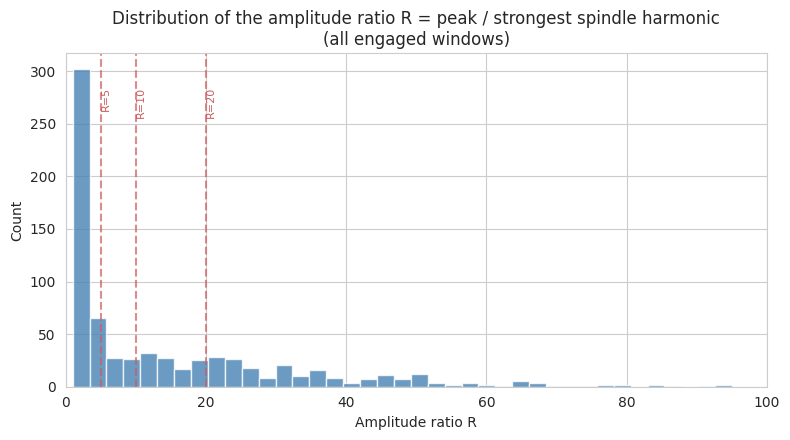 Distribution of the amplitude ratio R = peak / strongest spindle harmonic
(all engaged windows)
300
250
200
150
100
50
0
Count
R=5
R=10
R=20
0
20
40
60
80
100
Amplitude ratio R